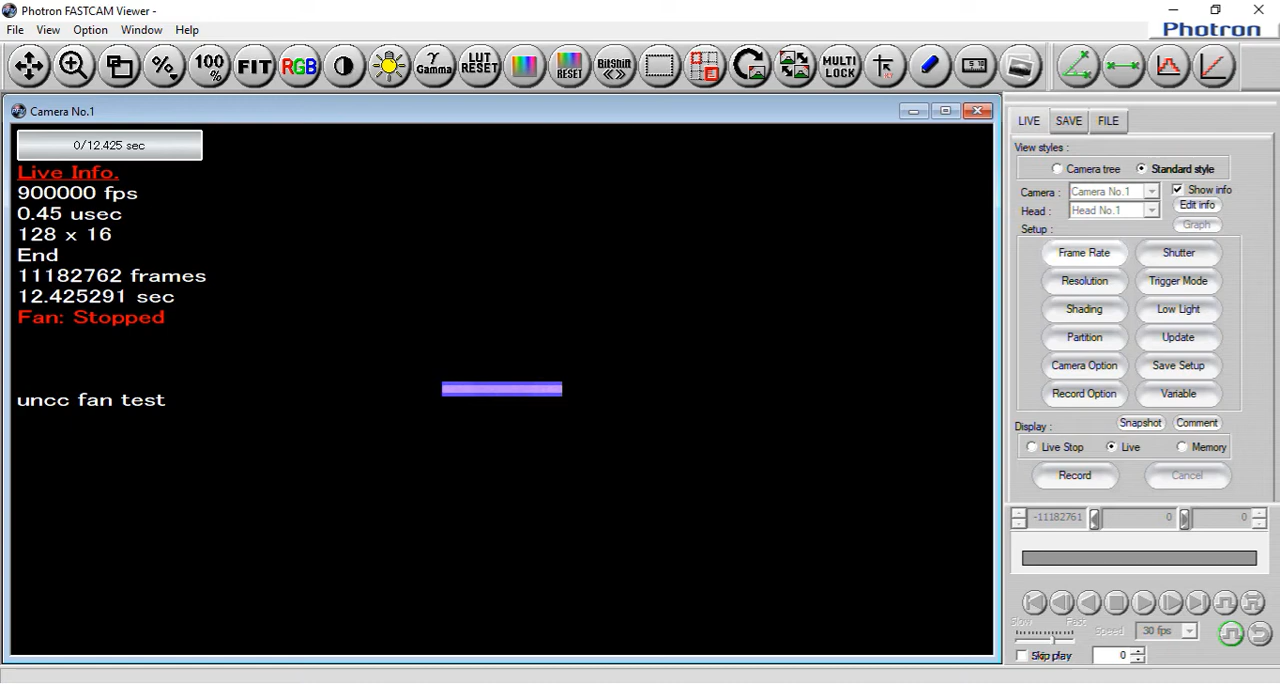 Photron FASTCAM Viewer -
File View Option Window Help
Photron
% 100 % FIT RGB γ Gamma LUT RESET RESET BitShift MULTI LOCK
Camera No.1
0/12.425 sec
Live Info.
900000 fps
0.45 usec
128 x 16
End
11182762 frames
12.425291 sec
Fan: Stopped
uncc fan test
LIVE SAVE FILE
View styles :
Camera tree Standard style
Camera : Camera No.1 Show info
Edit info
Head : Head No.1
Graph
Setup :
Frame Rate Shutter
Resolution Trigger Mode
Shading Low Light
Partition Update
Camera Option Save Setup
Record Option Variable
Snapshot Comment
Display :
Live Stop Live Memory
Record Cancel
-11182761 0 0
Slow Fast Speed 30 fps
Skip play 0